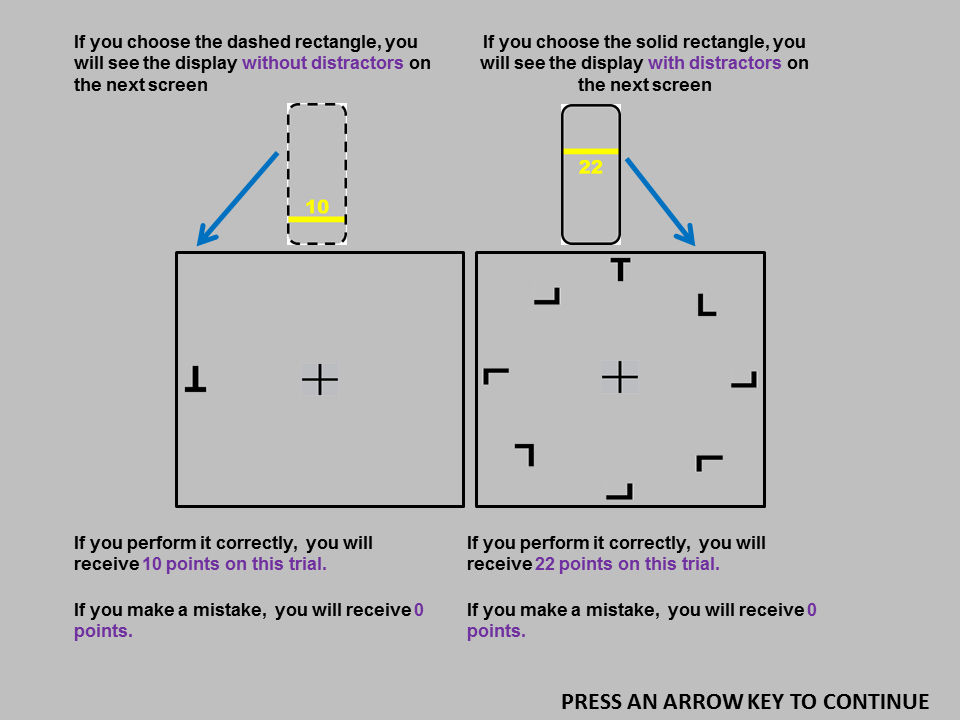 If you choose the dashed rectangle, you
will see the display without distractors on
the next screen
If you choose the solid rectangle, you
will see the display with distractors on
the next screen
10
22
T
L
If you perform it correctly,  you will
receive 10 points on this trial.
If you make a mistake,  you will receive 0
points.
If you perform it correctly,  you will
receive 22 points on this trial.
If you make a mistake,  you will receive 0
points.
PRESS AN ARROW KEY TO CONTINUE